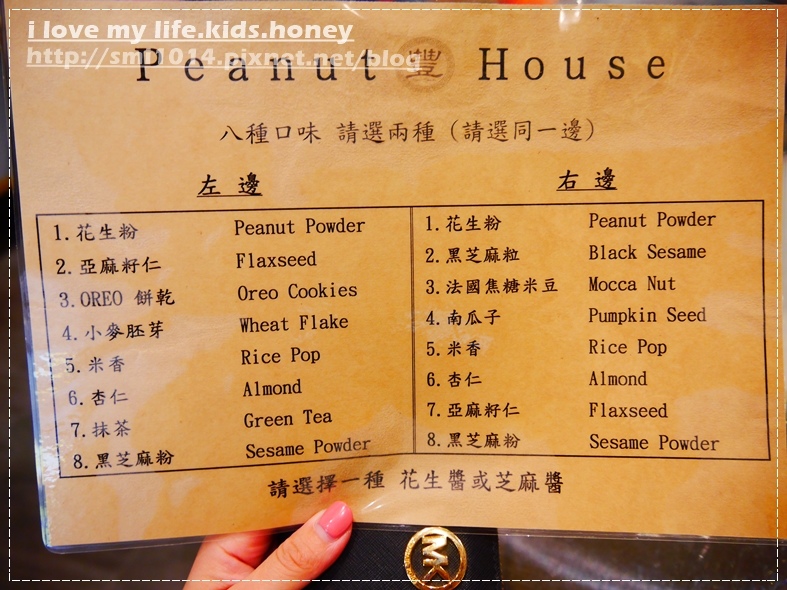 i love my life.kids.honey
http://smi1014.pixnet.net/blog
Peanut 豐 House
八種口味 請選兩種 (請選同一邊)
左 邊
1.花生粉 Peanut Powder
2.亞麻籽仁 Flaxseed
3.OREO 餅乾 Oreo Cookies
4.小麥胚芽 Wheat Flake
5.米香 Rice Pop
6.杏仁 Almond
7.抹茶 Green Tea
8.黑芝麻粉 Sesame Powder
右 邊
1.花生粉 Peanut Powder
2.黑芝麻粒 Black Sesame
3.法國焦糖米豆 Mocca Nut
4.南瓜子 Pumpkin Seed
5.米香 Rice Pop
6.杏仁 Almond
7.亞麻籽仁 Flaxseed
8.黑芝麻粉 Sesame Powder
請選擇一種 花生醬或芝麻醬
MK